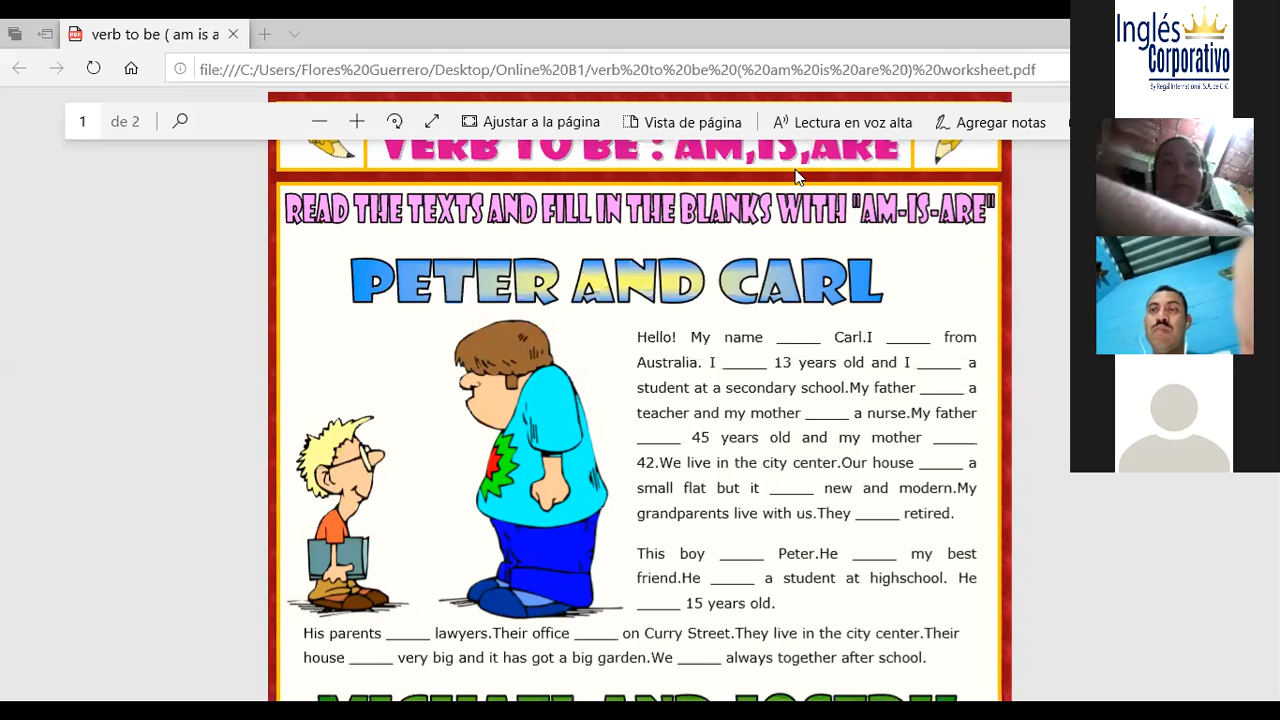 verb to be ( am is a
file:///C:/Users/Flores%20Guerrero/Desktop/Online%20B1/verb%20to%20be%20(%20am%20is%20are%20)%20worksheet.pdf
1 de 2 Ajustar a la página Vista de página Lectura en voz alta Agregar notas
VERB TO BE : AM,IS,ARE
READ THE TEXTS AND FILL IN THE BLANKS WITH "AM-IS-ARE"
PETER AND CARL
Hello! My name _____ Carl.I _____ from
Australia. I _____ 13 years old and I _____ a
student at a secondary school.My father _____ a
teacher and my mother _____ a nurse.My father
_____ 45 years old and my mother _____
42.We live in the city center.Our house _____ a
small flat but it _____ new and modern.My
grandparents live with us.They _____ retired.
This boy _____ Peter.He _____ my best
friend.He _____ a student at highschool. He
_____ 15 years old.
His parents _____ lawyers.Their office _____ on Curry Street.They live in the city center.Their
house _____ very big and it has got a big garden.We _____ always together after school.
MICHAEL AND JOSEPH
Inglés
Corporativo
By Regal International S.A. de C.V.